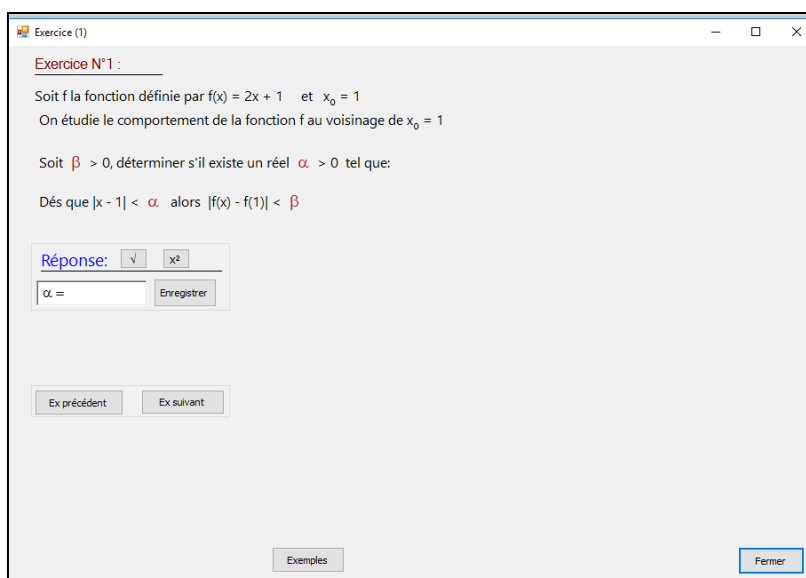 Exercice (1)
Exercice N°1 :
Soit f la fonction définie par f(x) = 2x + 1 et x₀ = 1
On étudie le comportement de la fonction f au voisinage de x₀ = 1
Soit β > 0, déterminer s'il existe un réel α > 0 tel que:
Dés que |x - 1| < α alors |f(x) - f(1)| < β
Réponse: √ x²
α = Enregistrer
Ex précédent Ex suivant
Exemples Fermer